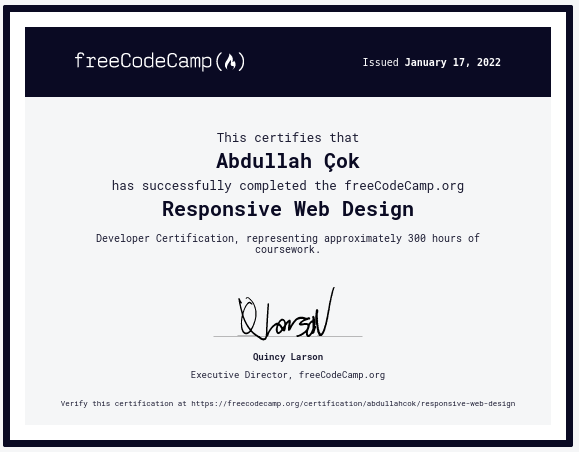 freeCodeCamp(🔥)
Issued January 17, 2022
This certifies that
Abdullah Çok
has successfully completed the freeCodeCamp.org
Responsive Web Design
Developer Certification, representing approximately 300 hours of
coursework.
Quincy Larson
Executive Director, freeCodeCamp.org
Verify this certification at https://freecodecamp.org/certification/abdullahcok/responsive-web-design